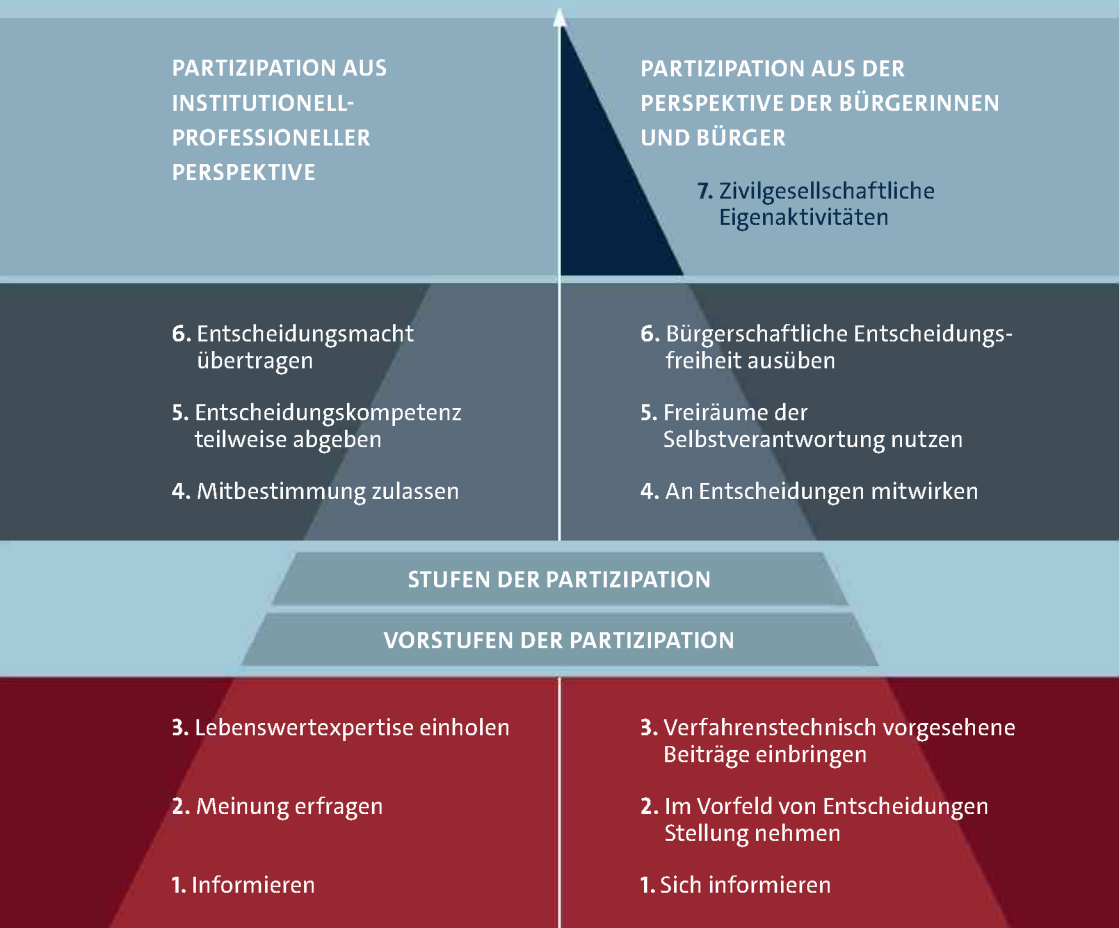 PARTIZIPATION AUS
INSTITUTIONELL-
PROFESSIONELLER
PERSPEKTIVE
PARTIZIPATION AUS DER
PERSPEKTIVE DER BÜRGERINNEN
UND BÜRGER
7. Zivilgesellschaftliche
Eigenaktivitäten
6. Entscheidungsmacht
übertragen
5. Entscheidungskompetenz
teilweise abgeben
4. Mitbestimmung zulassen
6. Bürgerschaftliche Entscheidungs-
freiheit ausüben
5. Freiräume der
Selbstverantwortung nutzen
4. An Entscheidungen mitwirken
STUFEN DER PARTIZIPATION
VORSTUFEN DER PARTIZIPATION
3. Lebenswertexpertise einholen
2. Meinung erfragen
1. Informieren
3. Verfahrenstechnisch vorgesehene
Beiträge einbringen
2. Im Vorfeld von Entscheidungen
Stellung nehmen
1. Sich informieren